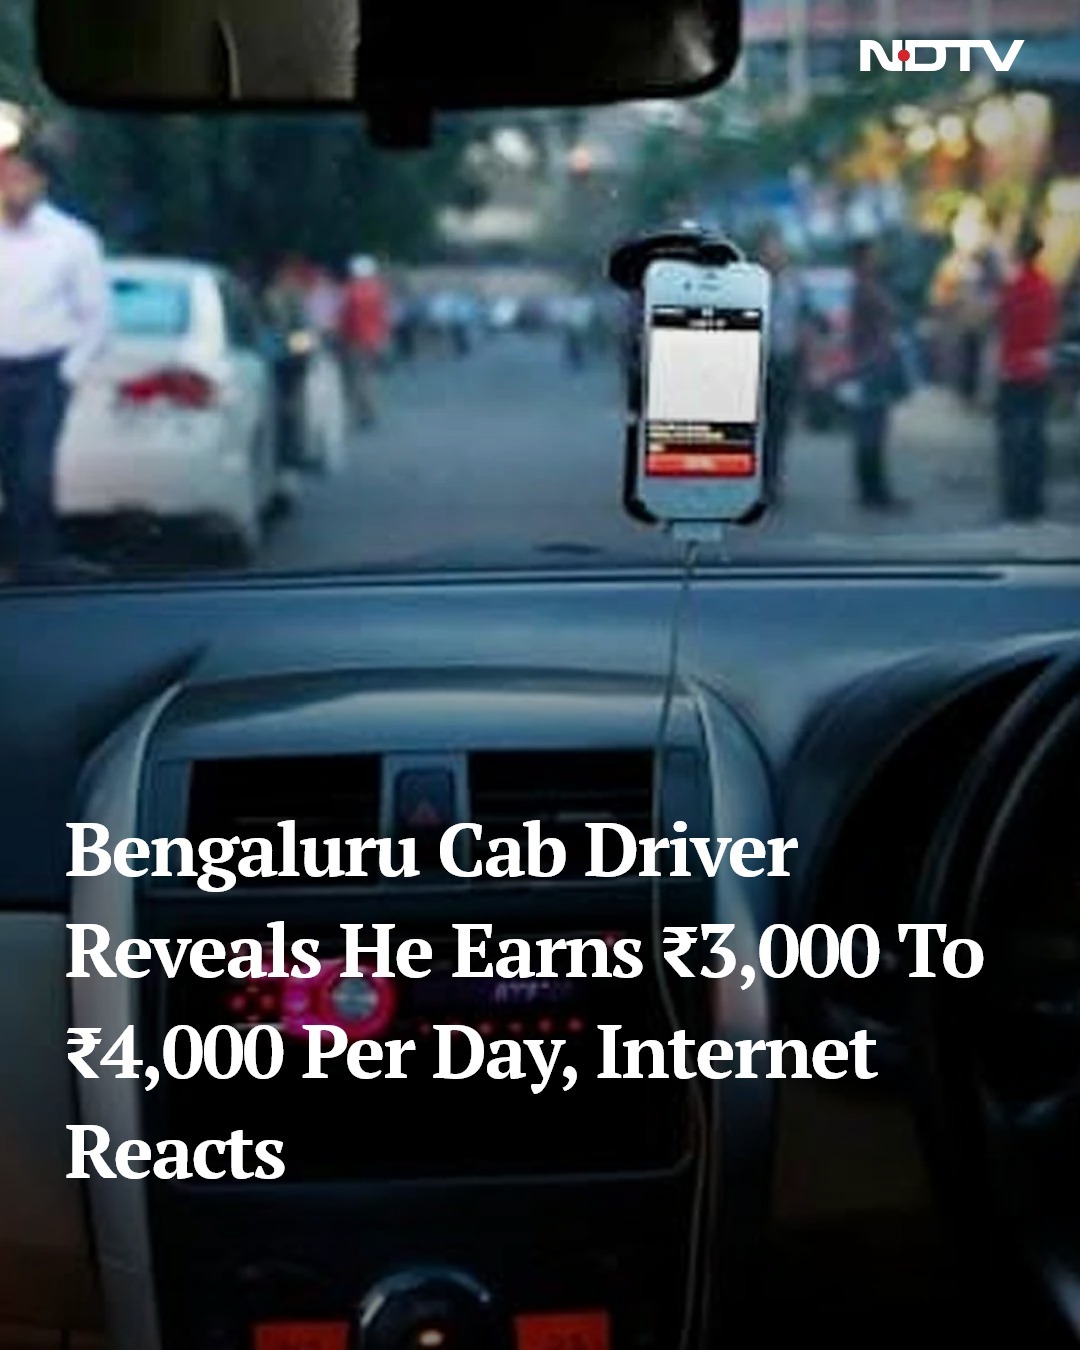 NDTV
Bengaluru Cab Driver
Reveals He Earns ₹3,000 To
₹4,000 Per Day, Internet
Reacts